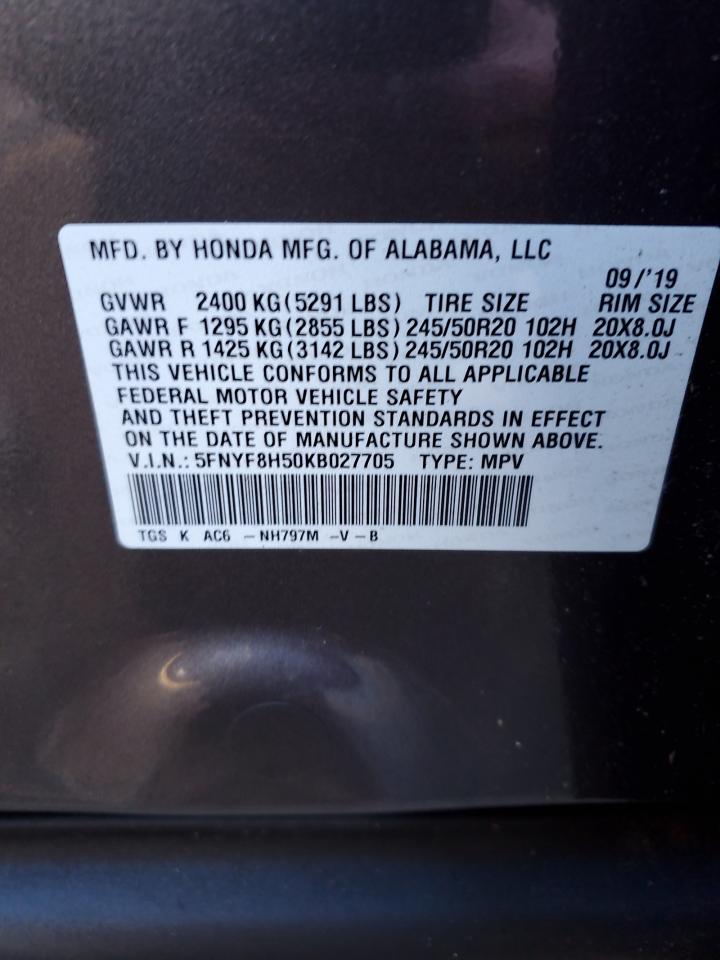 MFD. BY HONDA MFG. OF ALABAMA, LLC
09/'19
GVWR 2400 KG(5291 LBS) TIRE SIZE RIM SIZE
GAWR F 1295 KG(2855 LBS) 245/50R20 102H 20X8.0J
GAWR R 1425 KG(3142 LBS) 245/50R20 102H 20X8.0J
THIS VEHICLE CONFORMS TO ALL APPLICABLE
FEDERAL MOTOR VEHICLE SAFETY
AND THEFT PREVENTION STANDARDS IN EFFECT
ON THE DATE OF MANUFACTURE SHOWN ABOVE.
V.I.N.: 5FNYF8H50KB027705 TYPE: MPV
TGS K AC6 - NH797M -V-B